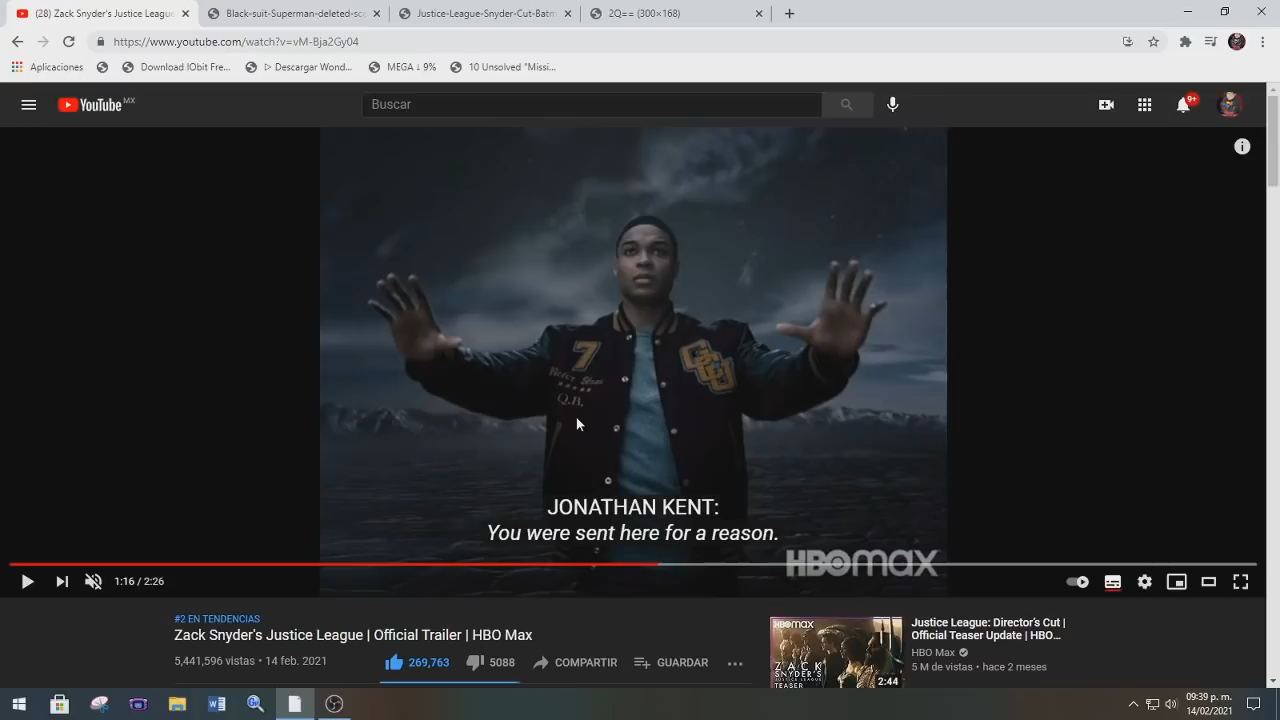 (28) Zack Snyder's Justice League
Black-suit-Superman-deleted-sce
Justice-League-Snyder-Cut-Batm
2Q== (300×168)
https://www.youtube.com/watch?v=vM-Bja2Gy04
Aplicaciones
Download IObit Fre...
▷ Descargar Wond...
MEGA ↓ 9%
10 Unsolved "Missi...
YouTube MX
Buscar
9+
7
Q.B.
GCU
JONATHAN KENT:
You were sent here for a reason.
HBOmax
1:16 / 2:26
#2 EN TENDENCIAS
Zack Snyder's Justice League | Official Trailer | HBO Max
5,441,596 vistas • 14 feb. 2021
269,763
5088
COMPARTIR
GUARDAR
HBOmax
ZACK
SNYDER'S
TEASER
2:44
Justice League: Director's Cut |
Official Teaser Update | HBO...
HBO Max
5 M de vistas • hace 2 meses
09:39 p. m.
14/02/2021